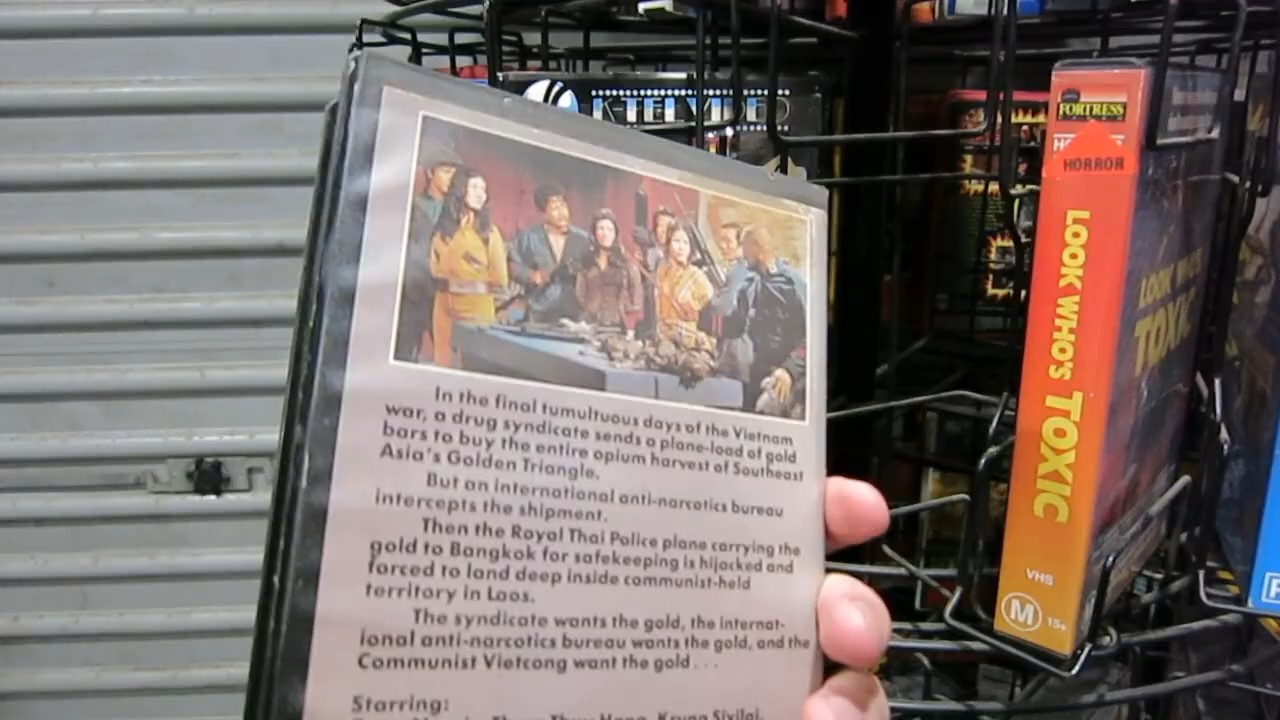 K-TEL VIDEO
FORTRESS
HORROR
LOOK WHO'S TOXIC
LOOK WHO'S
TOXIC
VHS
M 15+
In the final tumultuous days of the Vietnam
war, a drug syndicate sends a plane-load of gold
bars to buy the entire opium harvest of Southeast
Asia's Golden Triangle.
But an international anti-narcotics bureau
intercepts the shipment.
Then the Royal Thai Police plane carrying the
gold to Bangkok for safekeeping is hijacked and
forced to land deep inside communist-held
territory in Laos.
The syndicate wants the gold, the internat-
ional anti-narcotics bureau wants the gold, and the
Communist Vietcong want the gold . . .
Starring: